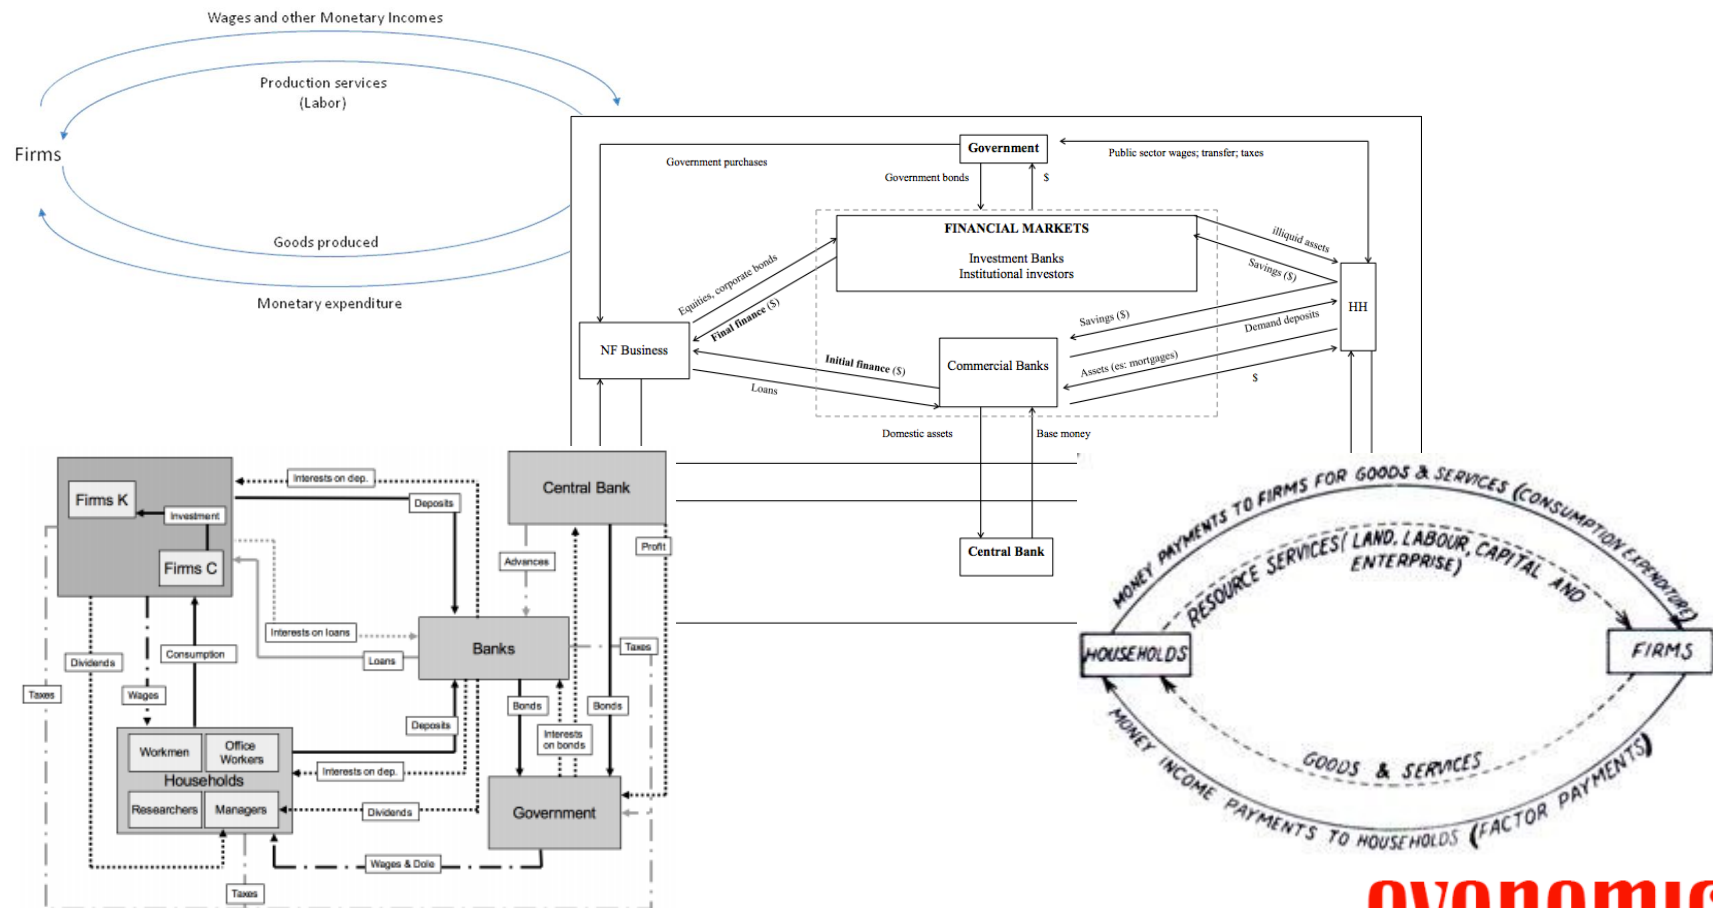 Wages and other Monetary Incomes
Production services
(Labor)
Firms
Goods produced
Monetary expenditure
Government
Government purchases
Public sector wages; transfer; taxes
Government bonds
$
FINANCIAL MARKETS
Investment Banks
Institutional investors
illiquid assets
Savings ($)
Equities, corporate bonds
Final finance ($)
HH
NF Business
Savings ($)
Demand deposits
Commercial Banks
Initial finance ($)
Assets (es: mortgages)
Loans
$
Domestic assets
Base money
Central Bank
Firms K
Investment
Firms C
Interests on dep.
Deposits
Central Bank
Advances
Profit
Interests on loans
Loans
Banks
Taxes
Consumption
Dividends
Wages
Taxes
Deposits
Bonds
Bonds
Interests
on bonds
Workmen
Office
Workers
Households
Researchers
Managers
Interests on dep.
Dividends
Government
Wages & Dole
Taxes
MONEY PAYMENTS TO FIRMS FOR GOODS & SERVICES (CONSUMPTION EXPENDITURE)
RESOURCE SERVICES( LAND, LABOUR, CAPITAL AND
ENTERPRISE)
HOUSEHOLDS
FIRMS
GOODS & SERVICES
MONEY INCOME PAYMENTS TO HOUSEHOLDS (FACTOR PAYMENTS)